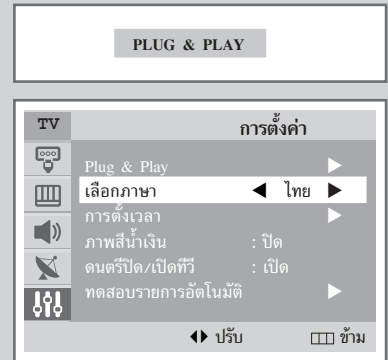 PLUG & PLAY
TV
การตั้งค่า
Plug & Play ▶
เลือกภาษา ◀ ไทย ▶
การตั้งเวลา ▶
ภาพสีน้ำเงิน : ปิด
ดนตรีปิด/เปิดทีวี : เปิด
ทดสอบรายการอัตโนมัติ ▶
◀▶ ปรับ ข้าม